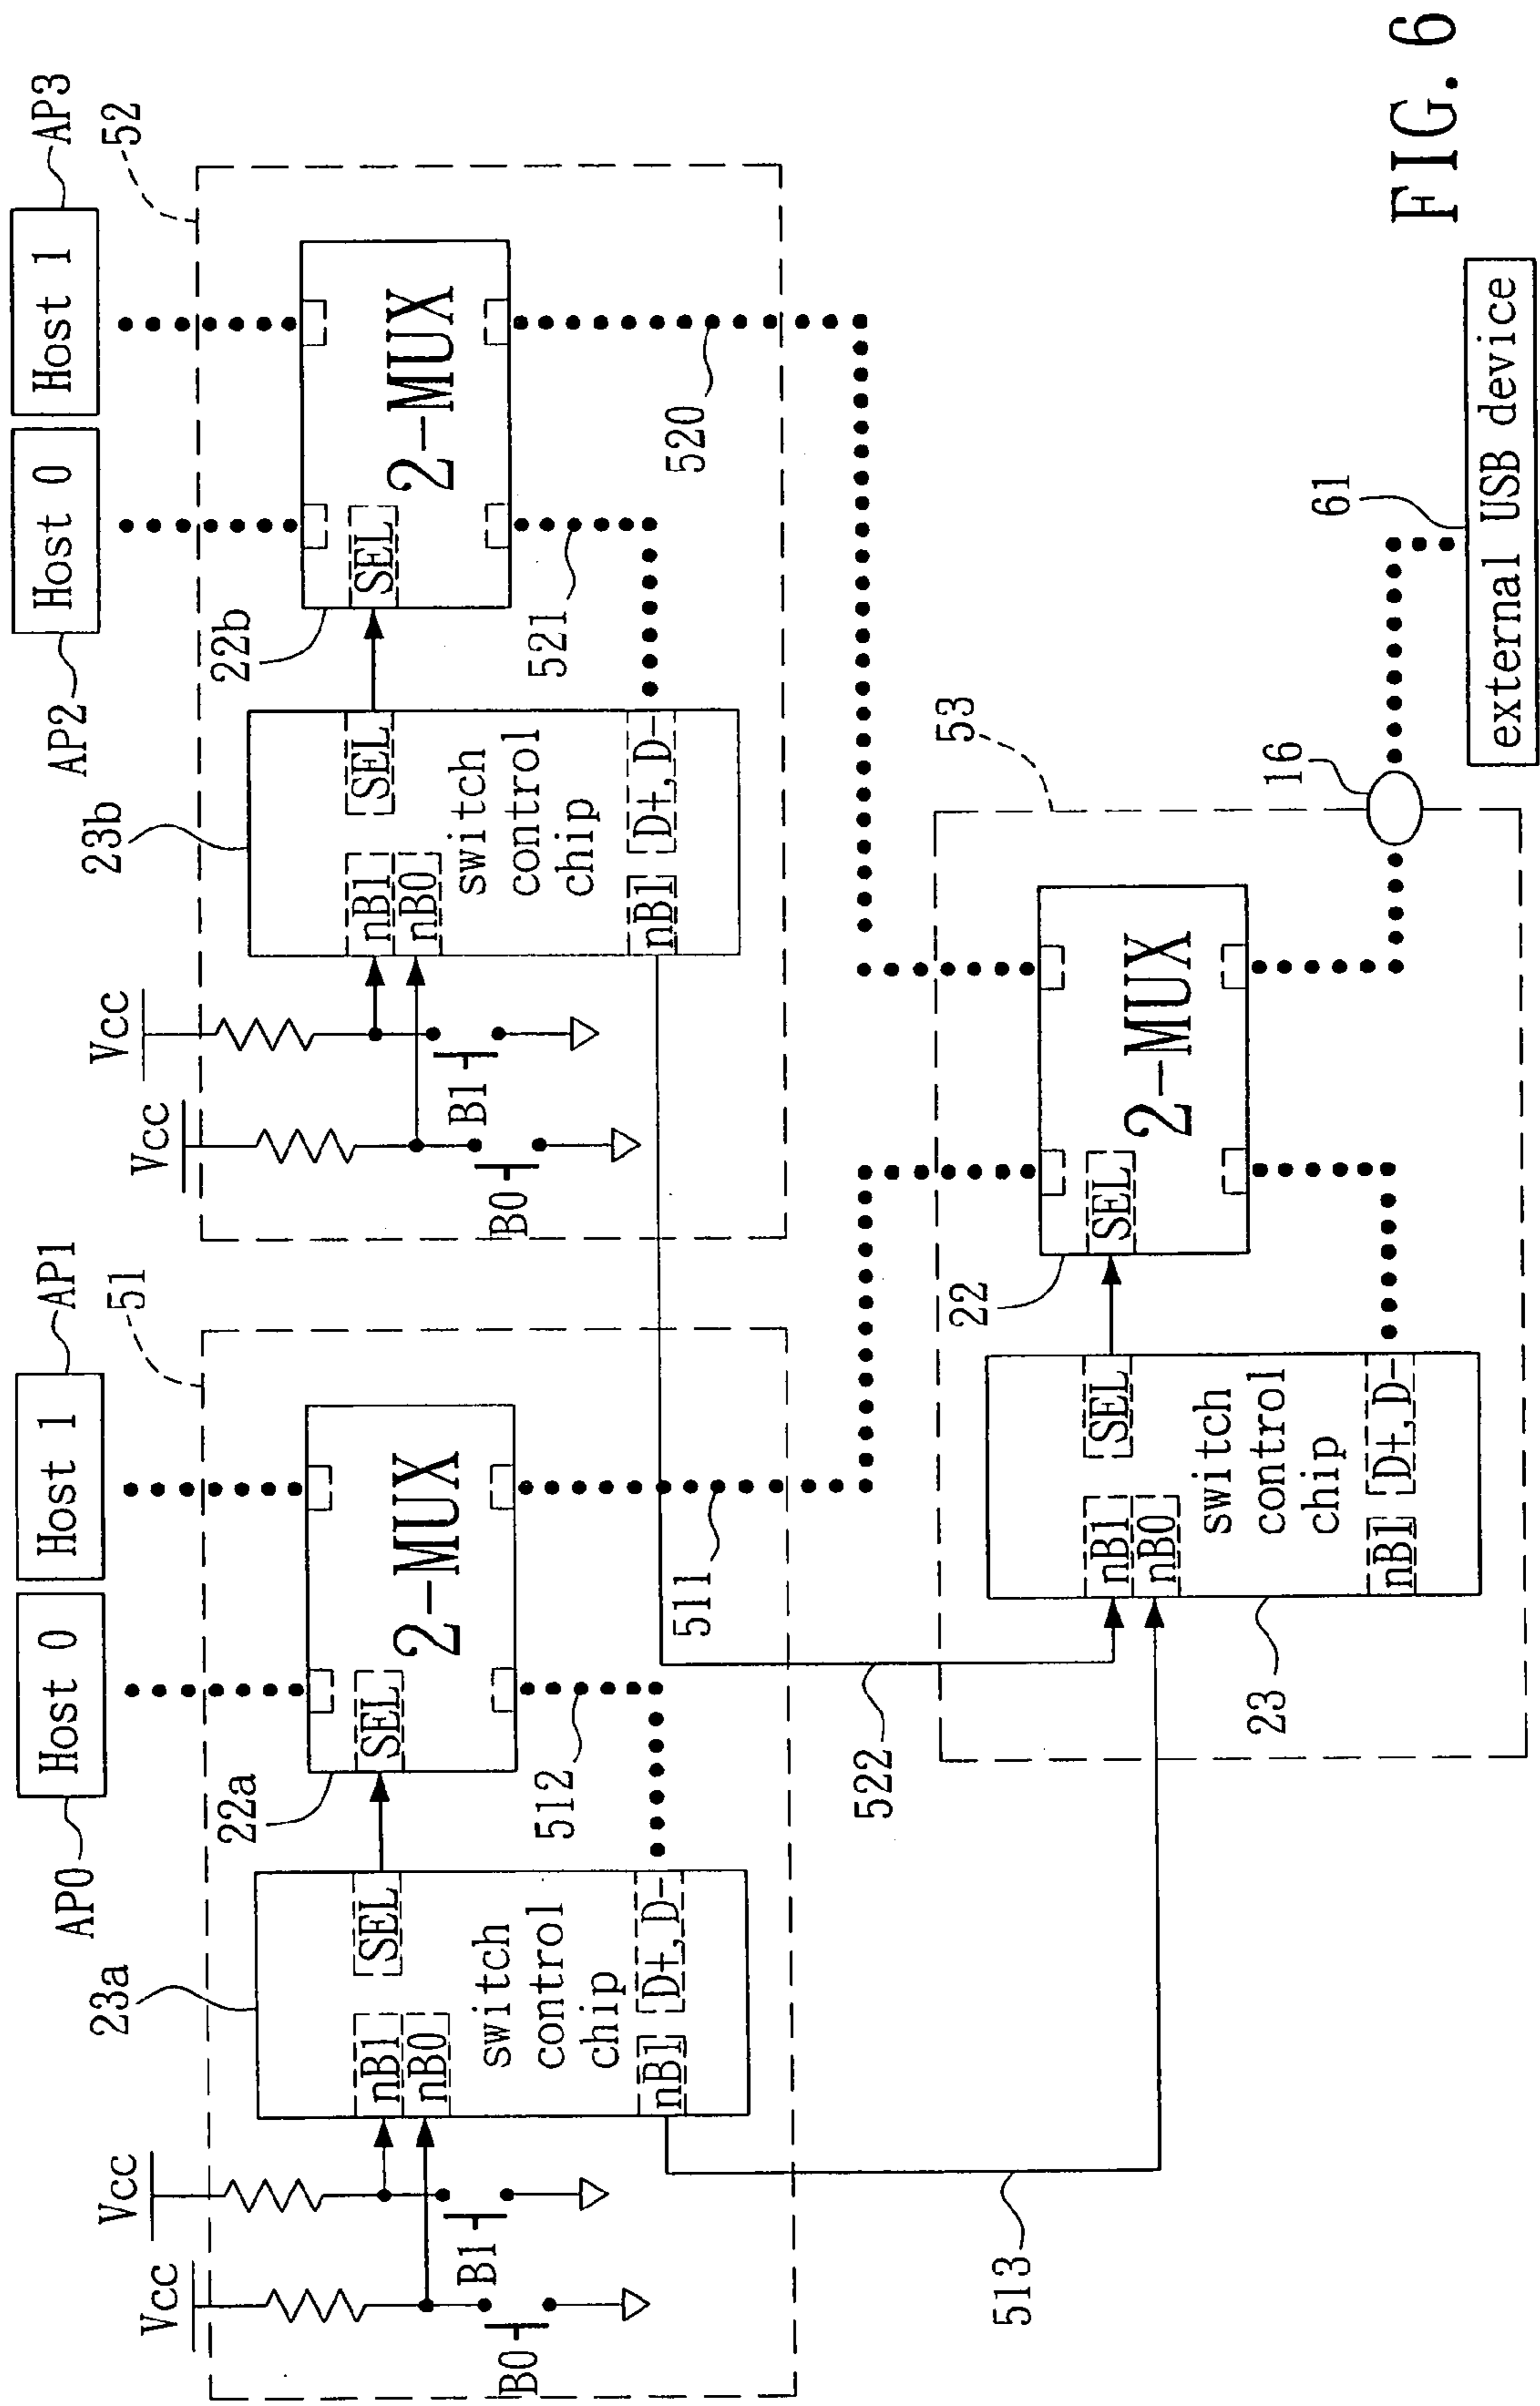 AP0
Host 0
Host 1
AP1
51
Vcc
Vcc
23a
22a
nB1
nB0
SEL
SEL
2-MUX
switch
control
chip
nB1
D+, D-
B1
B0
512
511
513
AP2
Host 0
Host 1
AP3
52
Vcc
Vcc
23b
22b
nB1
nB0
SEL
SEL
2-MUX
switch
control
chip
nB1
D+, D-
B1
B0
521
520
522
53
22
23
nB1
nB0
SEL
SEL
2-MUX
switch
control
chip
nB1
D+, D-
16
61
external USB device
FIG. 6